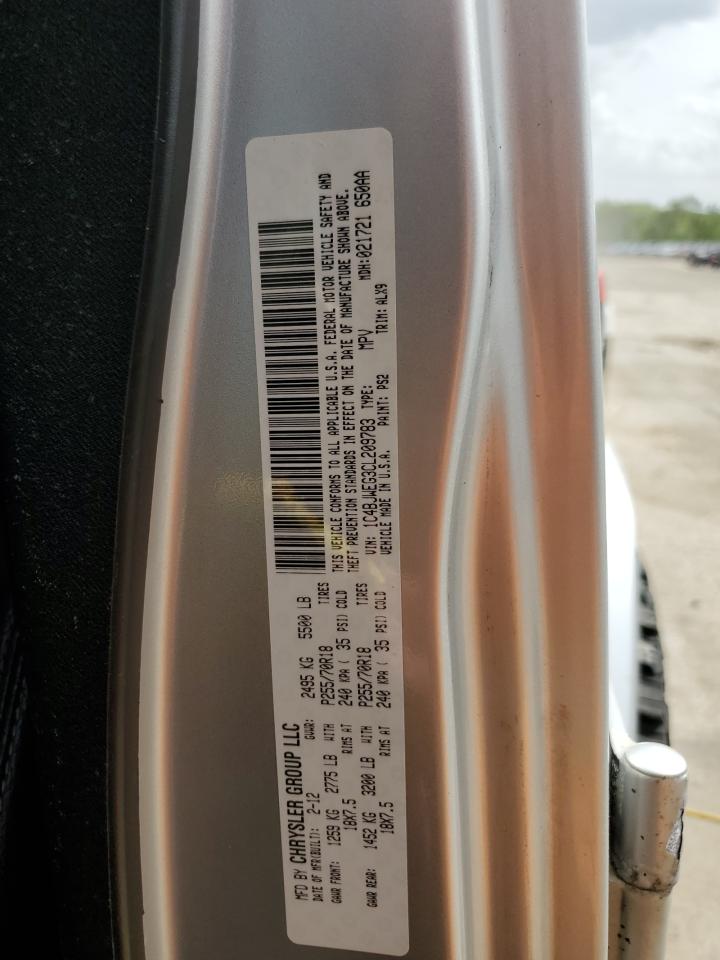 MFD BY CHRYSLER GROUP LLC
DATE OF MFR(BUILT): 2-12 GVWR: 2495 KG 5500 LB
GAWR FRONT: 1259 KG 2775 LB WITH P255/70R18 TIRES
18X7.5 RIMS AT 240 KPA ( 35 PSI) COLD
GAWR REAR: 1452 KG 3200 LB WITH P255/70R18 TIRES
18X7.5 RIMS AT 240 KPA ( 35 PSI) COLD
THIS VEHICLE CONFORMS TO ALL APPLICABLE U.S.A. FEDERAL MOTOR VEHICLE SAFETY AND
THEFT PREVENTION STANDARDS IN EFFECT ON THE DATE OF MANUFACTURE SHOWN ABOVE.
VIN: 1C4BJWEG3CL209783 TYPE: MPV MDH:021721 650AA
VEHICLE MADE IN U.S.A. PAINT: PS2 TRIM: ALX9